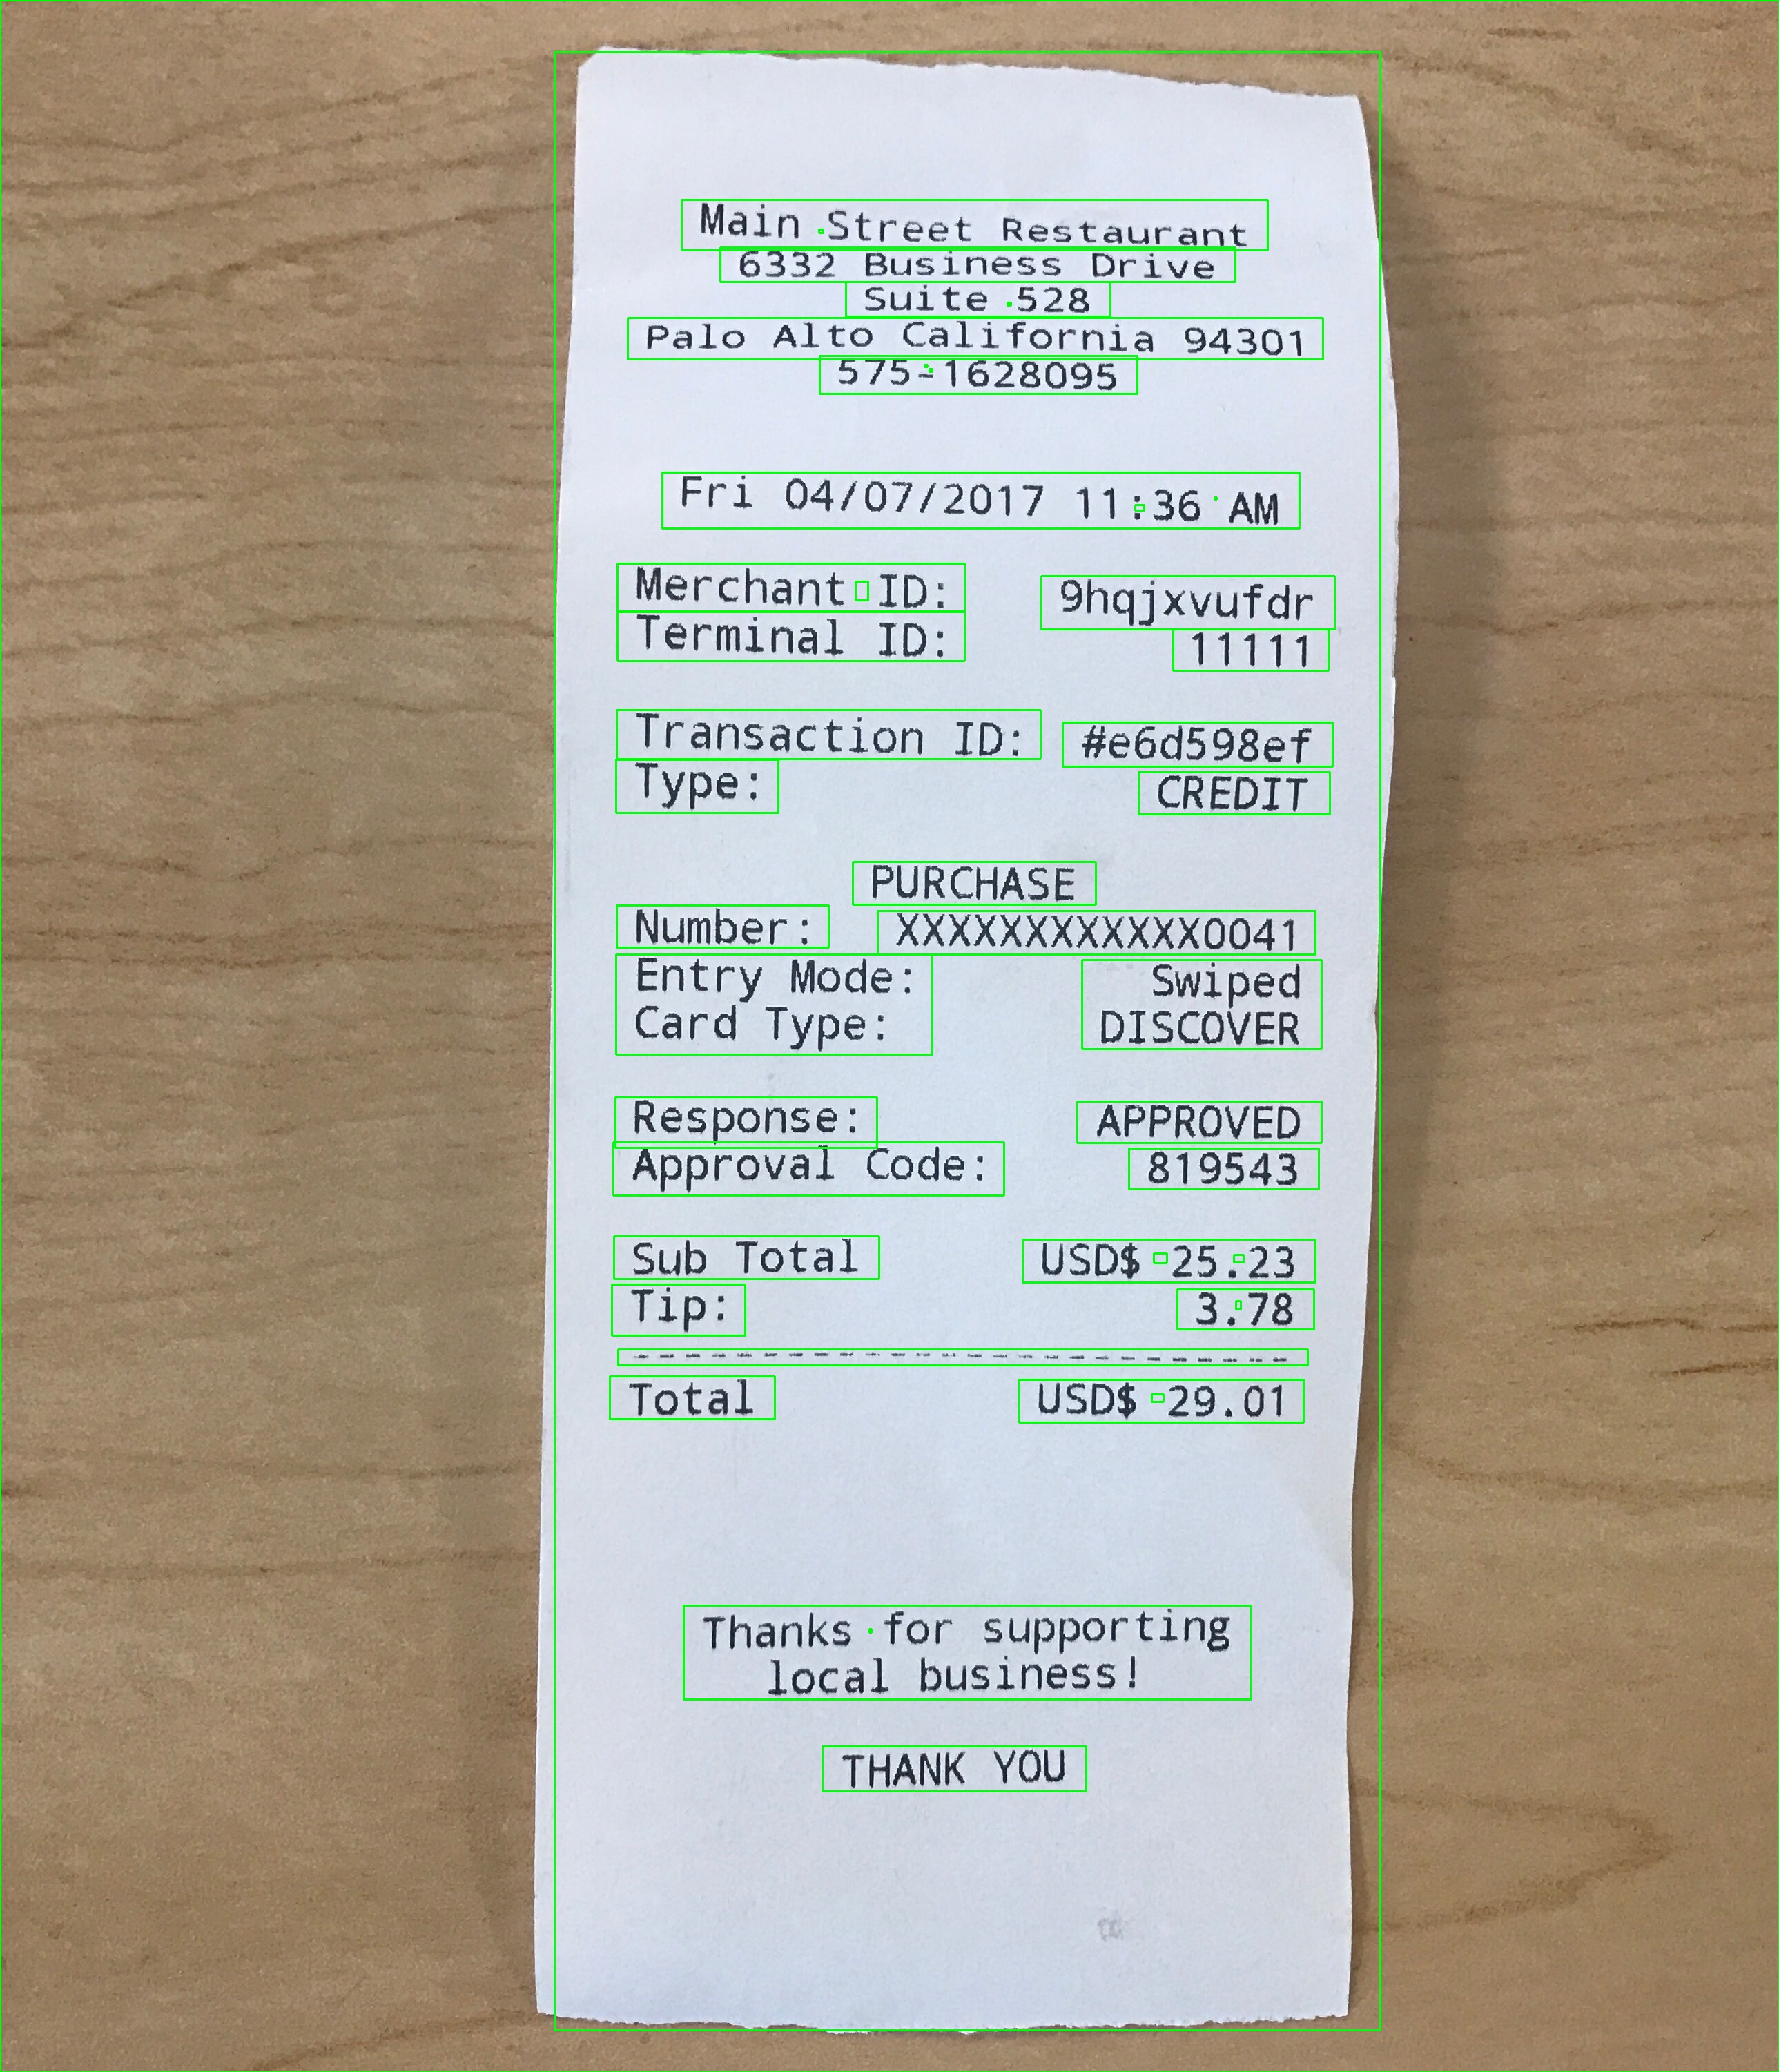 Main Street Restaurant
6332 Business Drive
Suite 528
Palo Alto California 94301
575-1628095
Fri 04/07/2017 11:36 AM
Merchant ID: 9hqjxvufdr
Terminal ID: 11111
Transaction ID: #e6d598ef
Type: CREDIT
PURCHASE
Number: XXXXXXXXXXXX0041
Entry Mode: Swiped
Card Type: DISCOVER
Response: APPROVED
Approval Code: 819543
Sub Total USD$ 25.23
Tip: 3.78
--------------------------
Total USD$ 29.01
Thanks for supporting
local business!
THANK YOU